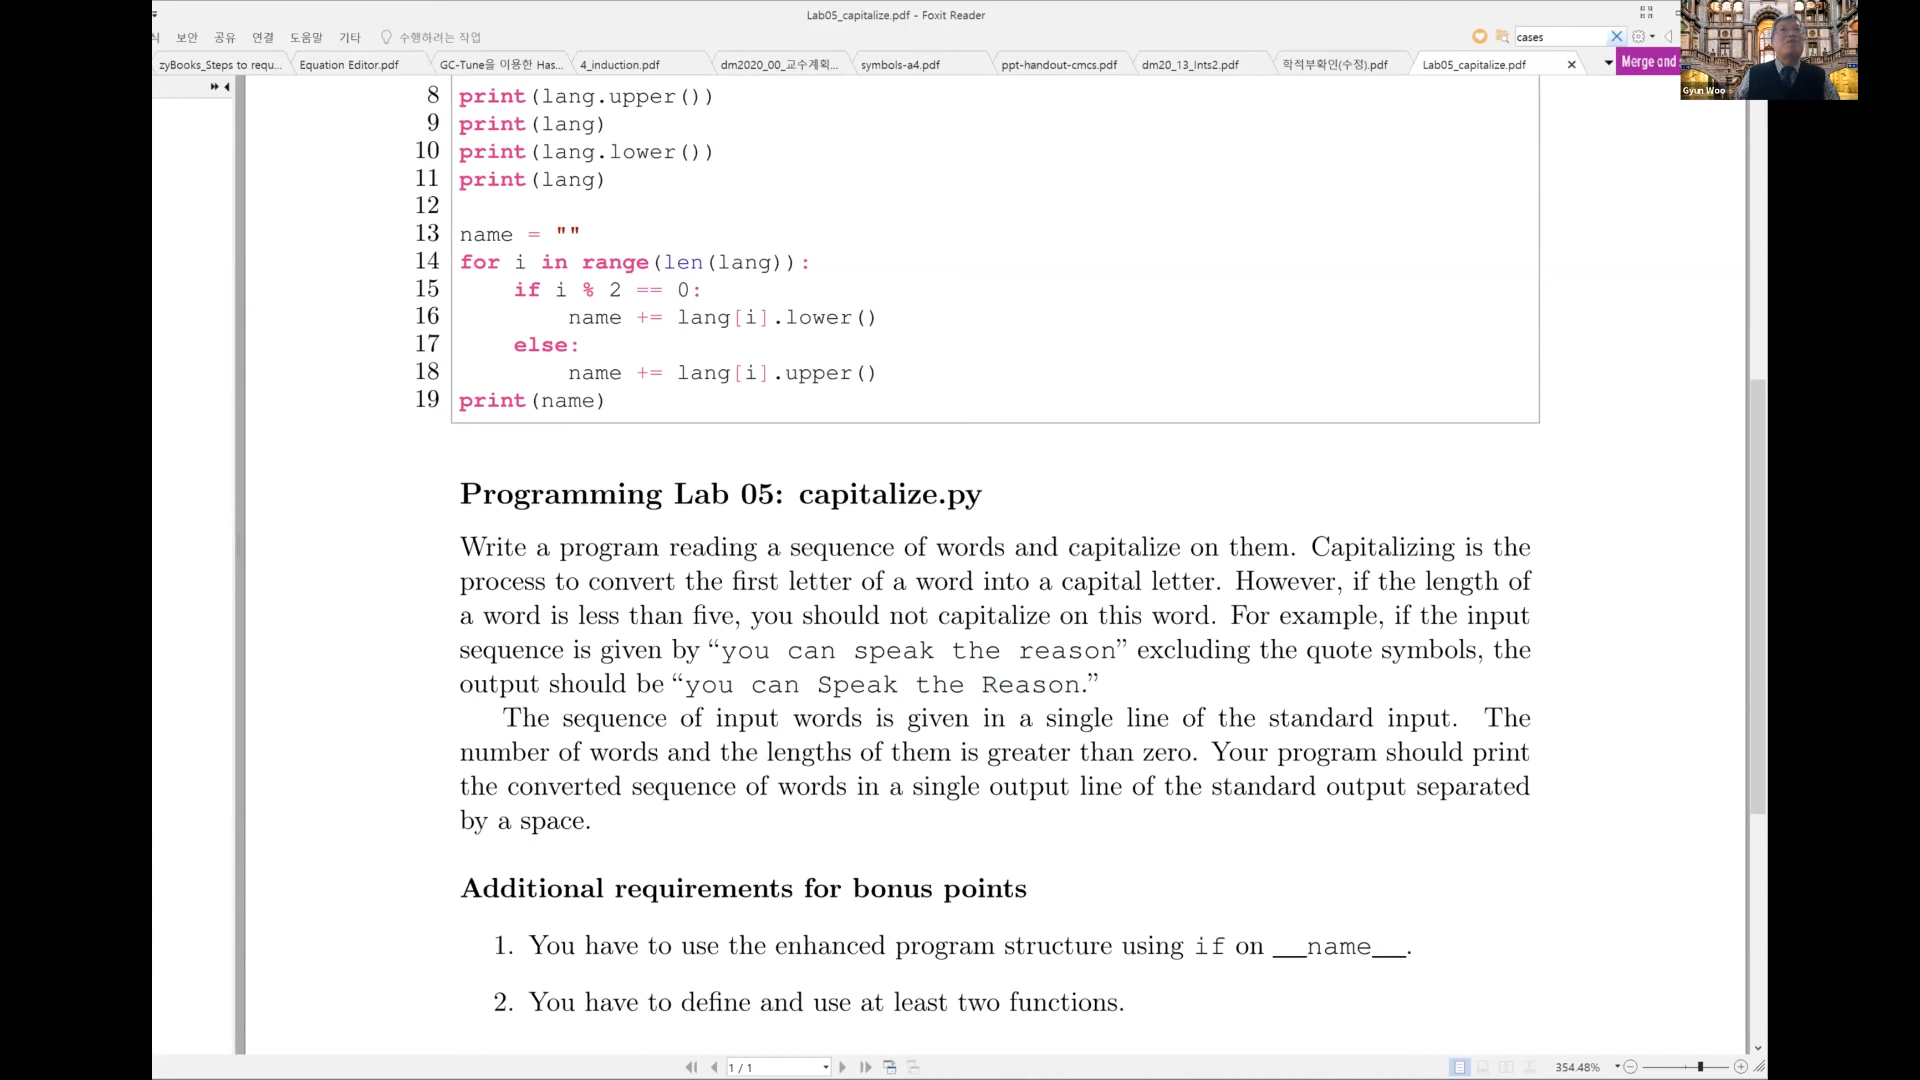 Lab05_capitalize.pdf - Foxit Reader
식 보안 공유 연결 도움말 기타 수행하려는 작업
cases
zyBooks_Steps to requ... Equation Editor.pdf GC-Tune을 이용한 Has... 4_induction.pdf dm2020_00_교수계획... symbols-a4.pdf ppt-handout-cmcs.pdf dm20_13_Ints2.pdf 학적부확인(수정).pdf Lab05_capitalize.pdf
Merge and
Gyun Woo
8 print(lang.upper())
9 print(lang)
10 print(lang.lower())
11 print(lang)
12
13 name = ""
14 for i in range(len(lang)):
15 if i % 2 == 0:
16 name += lang[i].lower()
17 else:
18 name += lang[i].upper()
19 print(name)
Programming Lab 05: capitalize.py
Write a program reading a sequence of words and capitalize on them. Capitalizing is the
process to convert the first letter of a word into a capital letter. However, if the length of
a word is less than five, you should not capitalize on this word. For example, if the input
sequence is given by “you can speak the reason” excluding the quote symbols, the
output should be “you can Speak the Reason.”
The sequence of input words is given in a single line of the standard input. The
number of words and the lengths of them is greater than zero. Your program should print
the converted sequence of words in a single output line of the standard output separated
by a space.
Additional requirements for bonus points
1. You have to use the enhanced program structure using if on __name__.
2. You have to define and use at least two functions.
1 / 1
354.48%